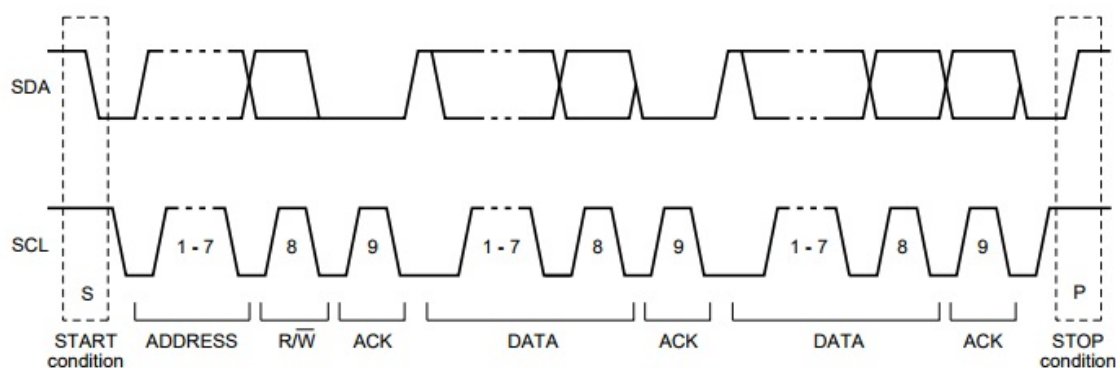 SDA
SCL
1 - 7
8
9
1 - 7
8
9
1 - 7
8
9
S
P
START
condition
ADDRESS
R/W̅
ACK
DATA
ACK
DATA
ACK
STOP
condition